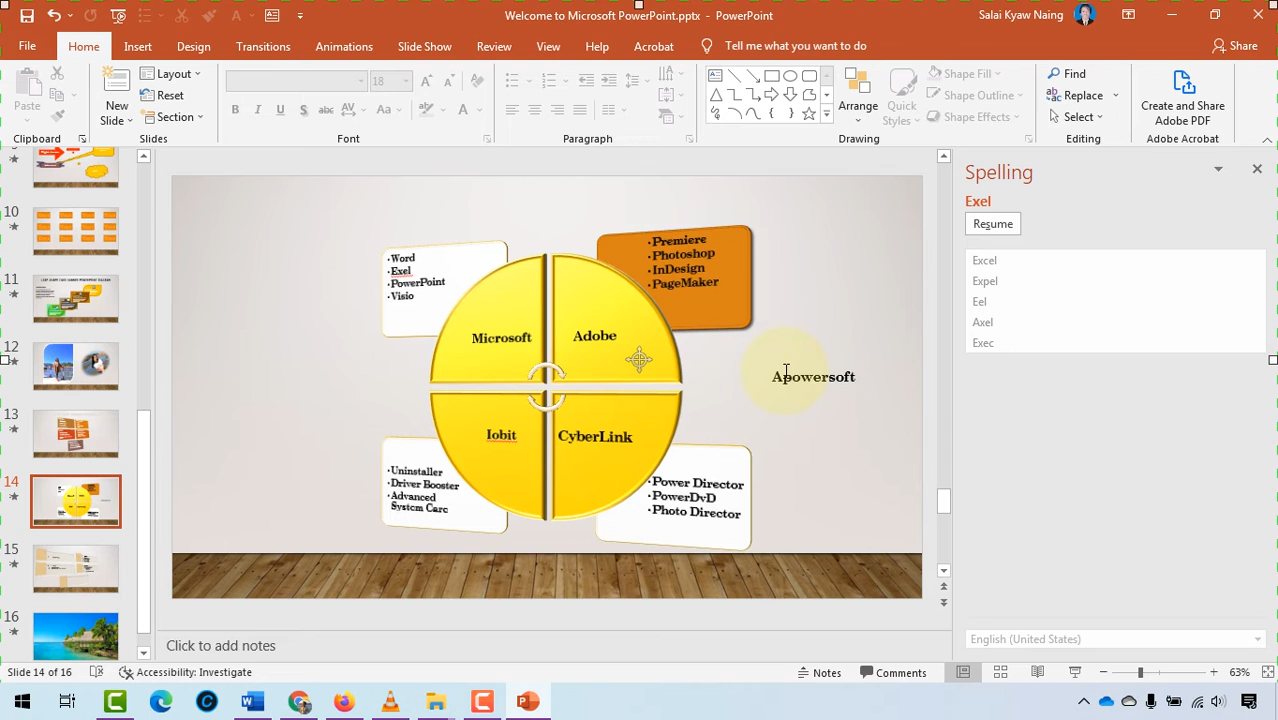 Welcome to Microsoft PowerPoint.pptx - PowerPoint
Salai Kyaw Naing
File Home Insert Design Transitions Animations Slide Show Review View Help Acrobat Tell me what you want to do Share
Paste
New Slide
Layout
Reset
Section
18
B I U S abc AV Aa A
Arrange
Quick Styles
Shape Fill
Shape Outline
Shape Effects
Find
Replace
Select
Create and Share Adobe PDF
Clipboard Slides Font Paragraph Drawing Editing Adobe Acrobat
10
11
12
13
14
15
16
•Word
•Exel
•PowerPoint
•Visio
•Premiere
•Photoshop
•InDesign
•PageMaker
Microsoft
Adobe
Apowersoft
Iobit
CyberLink
•Uninstaller
•Driver Booster
•Advanced
System Care
•Power Director
•PowerDvD
•Photo Director
Spelling
Exel
Resume
Excel
Expel
Eel
Axel
Exec
English (United States)
Click to add notes
Slide 14 of 16
Accessibility: Investigate
Notes
Comments
63%